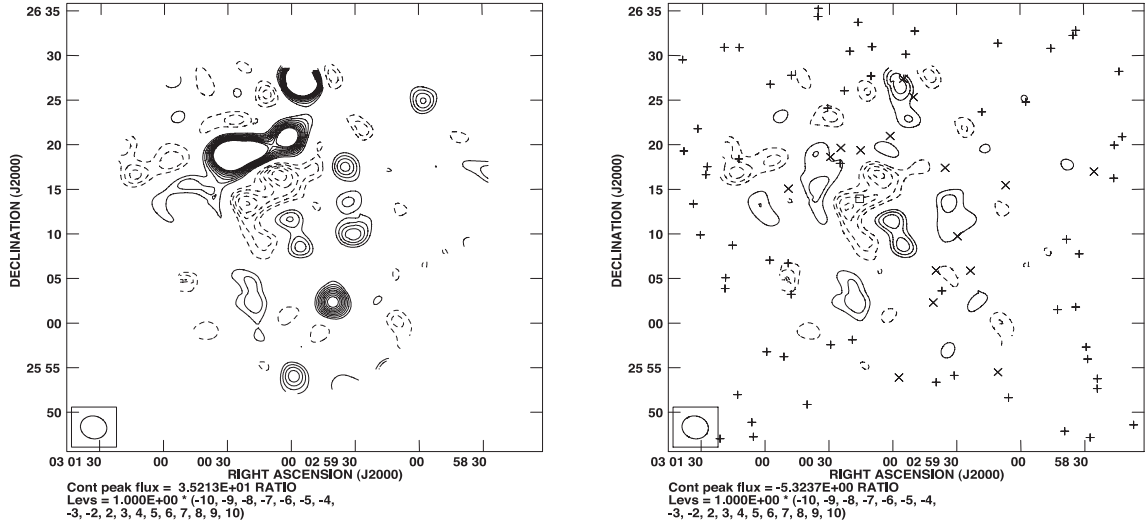 26 35
30
25
20
15
10
05
00
25 55
50
DECLINATION (J2000)
03 01 30
00
00 30
00
02 59 30
00
58 30
RIGHT ASCENSION (J2000)
Cont peak flux = 3.5213E+01 RATIO
Levs = 1.000E+00 * (-10, -9, -8, -7, -6, -5, -4,
-3, -2, 2, 3, 4, 5, 6, 7, 8, 9, 10)
26 35
30
25
20
15
10
05
00
25 55
50
DECLINATION (J2000)
03 01 30
00
00 30
00
02 59 30
00
58 30
RIGHT ASCENSION (J2000)
Cont peak flux = -5.3237E+00 RATIO
Levs = 1.000E+00 * (-10, -9, -8, -7, -6, -5, -4,
-3, -2, 2, 3, 4, 5, 6, 7, 8, 9, 10)